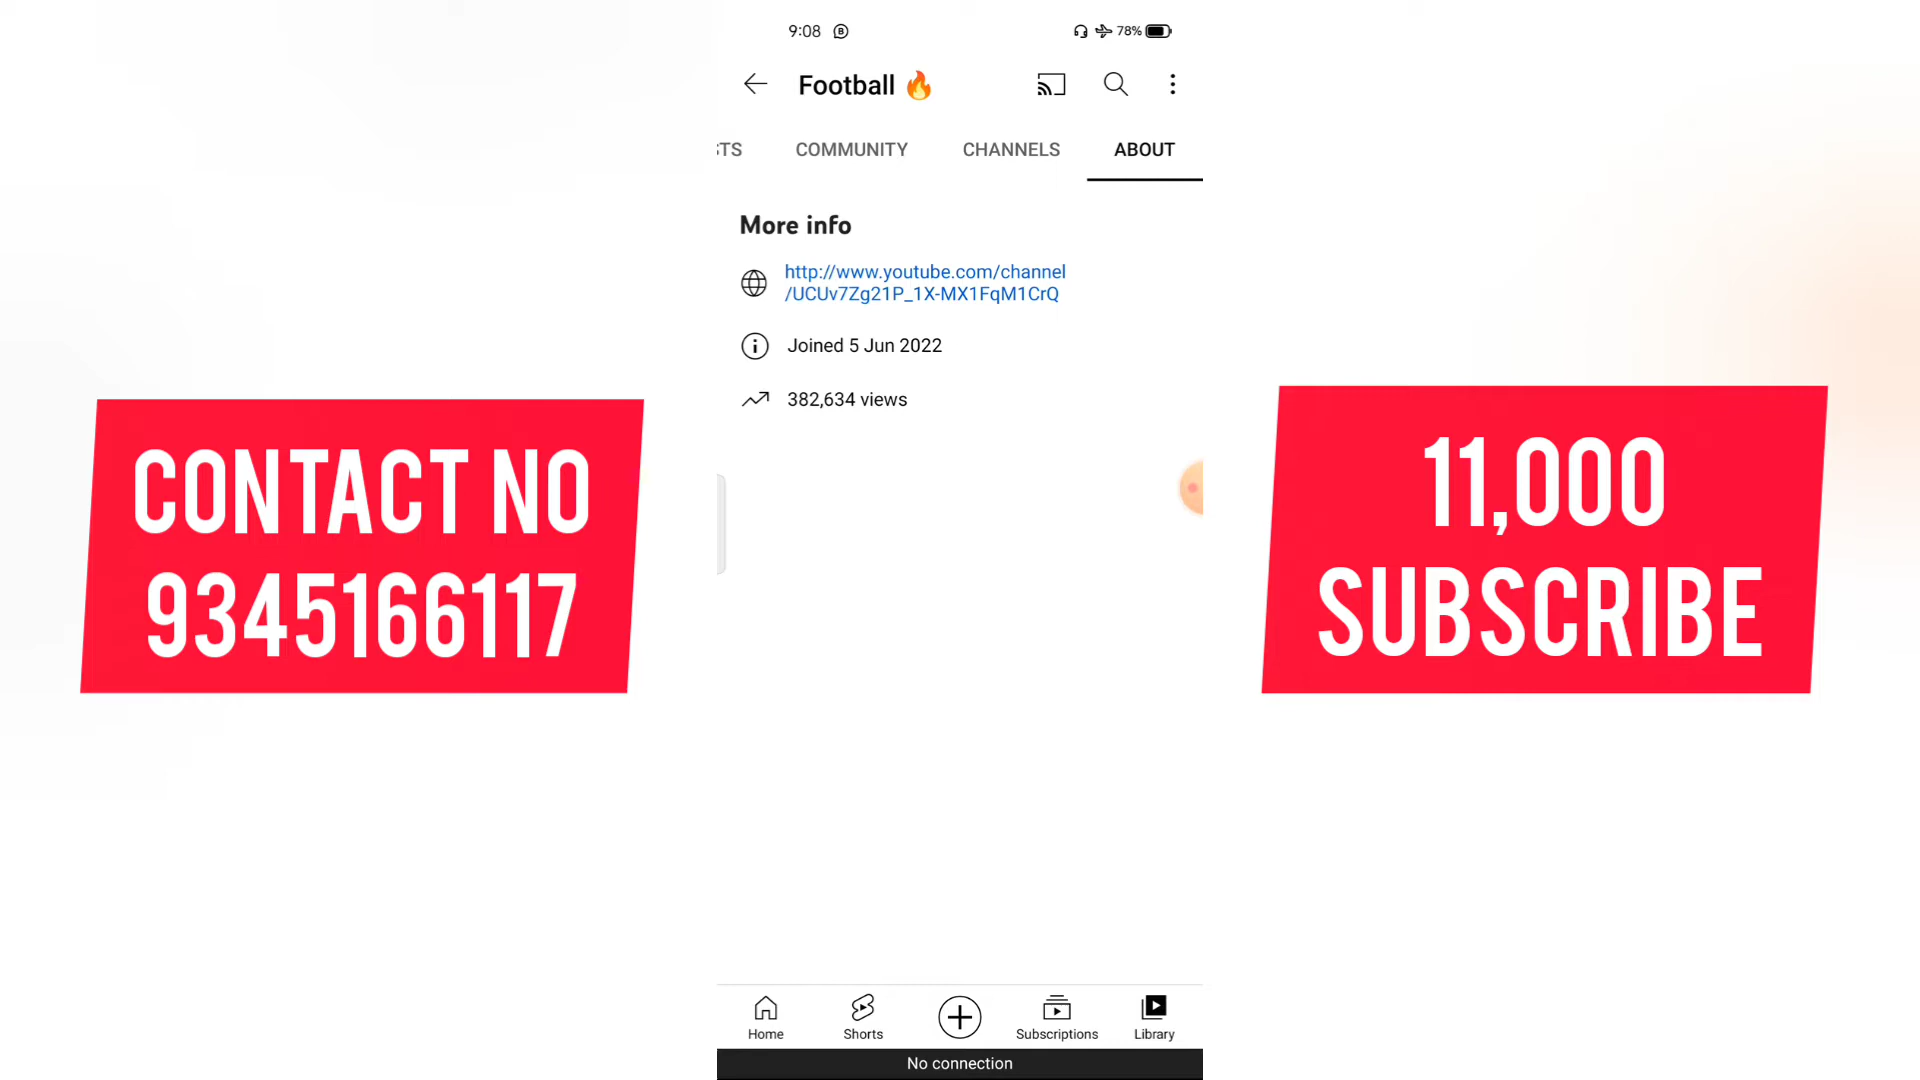 9:08
78%
Football 🔥
STS COMMUNITY CHANNELS ABOUT
More info
http://www.youtube.com/channel
/UCUv7Zg21P_1X-MX1FqM1CrQ
Joined 5 Jun 2022
382,634 views
CONTACT NO
9345166117
11,000
SUBSCRIBE
Home Shorts Subscriptions Library
No connection